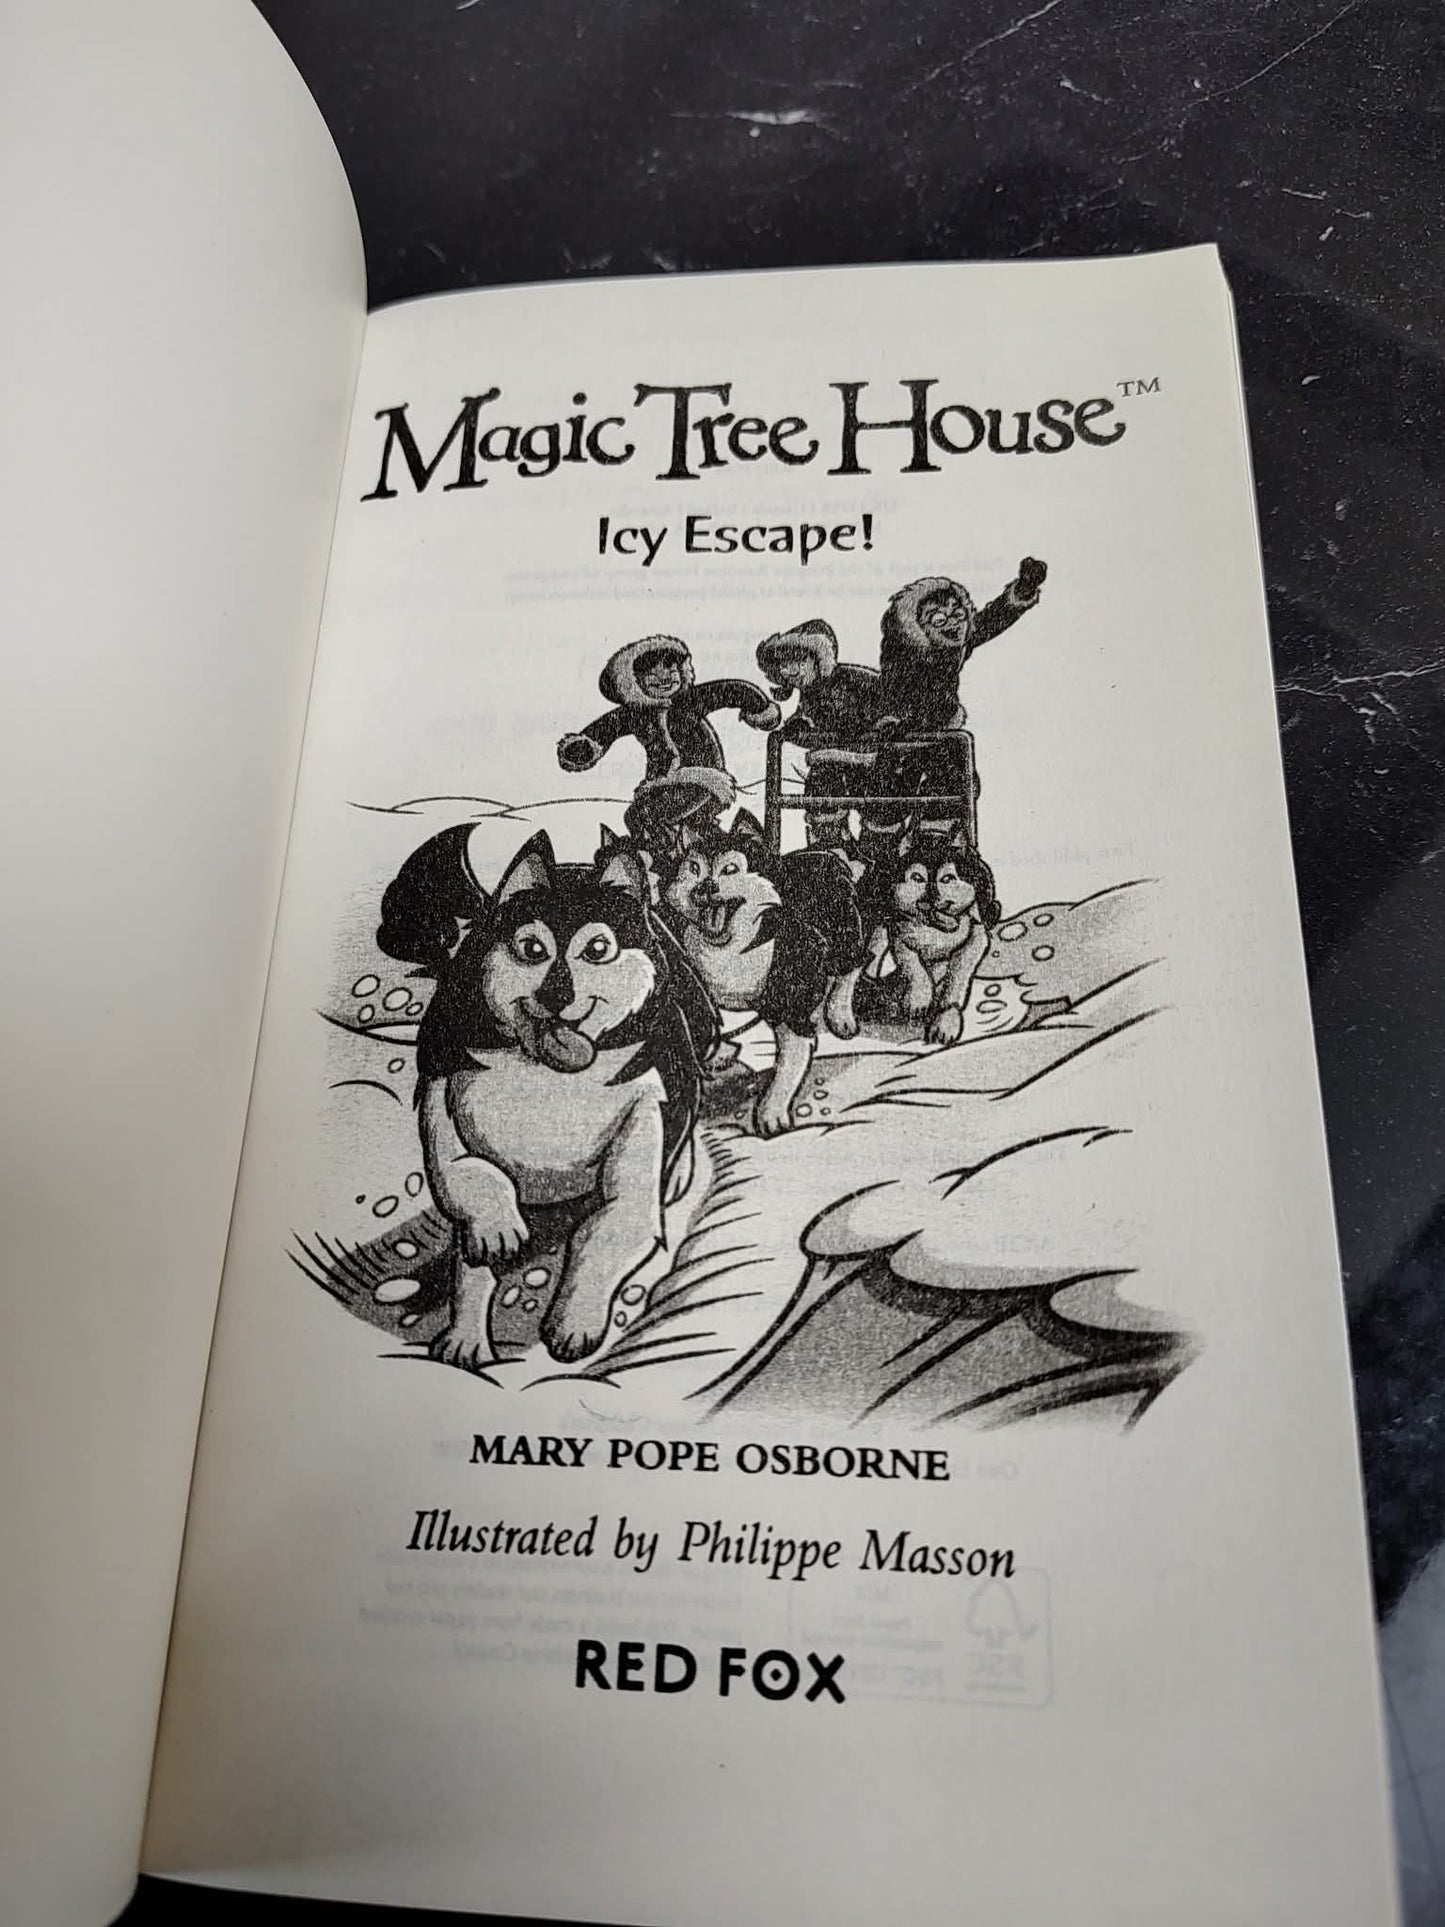 Magic Tree House™
Icy Escape!
MARY POPE OSBORNE
Illustrated by Philippe Masson
RED FOX